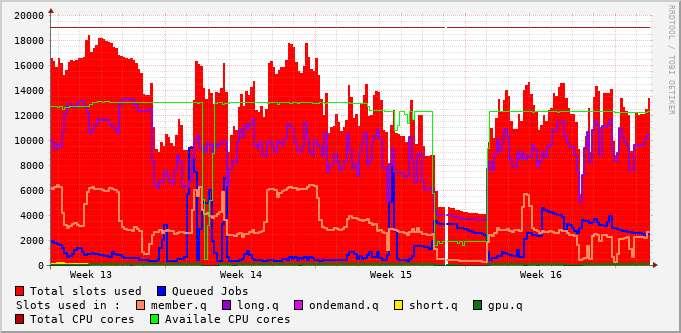 20000
18000
16000
14000
12000
10000
8000
6000
4000
2000
0
Week 13 Week 14 Week 15 Week 16
Total slots used Queued Jobs
Slots used in : member.q long.q ondemand.q short.q gpu.q
Total CPU cores Availale CPU cores
RRDTOOL / TOBI OETIKER